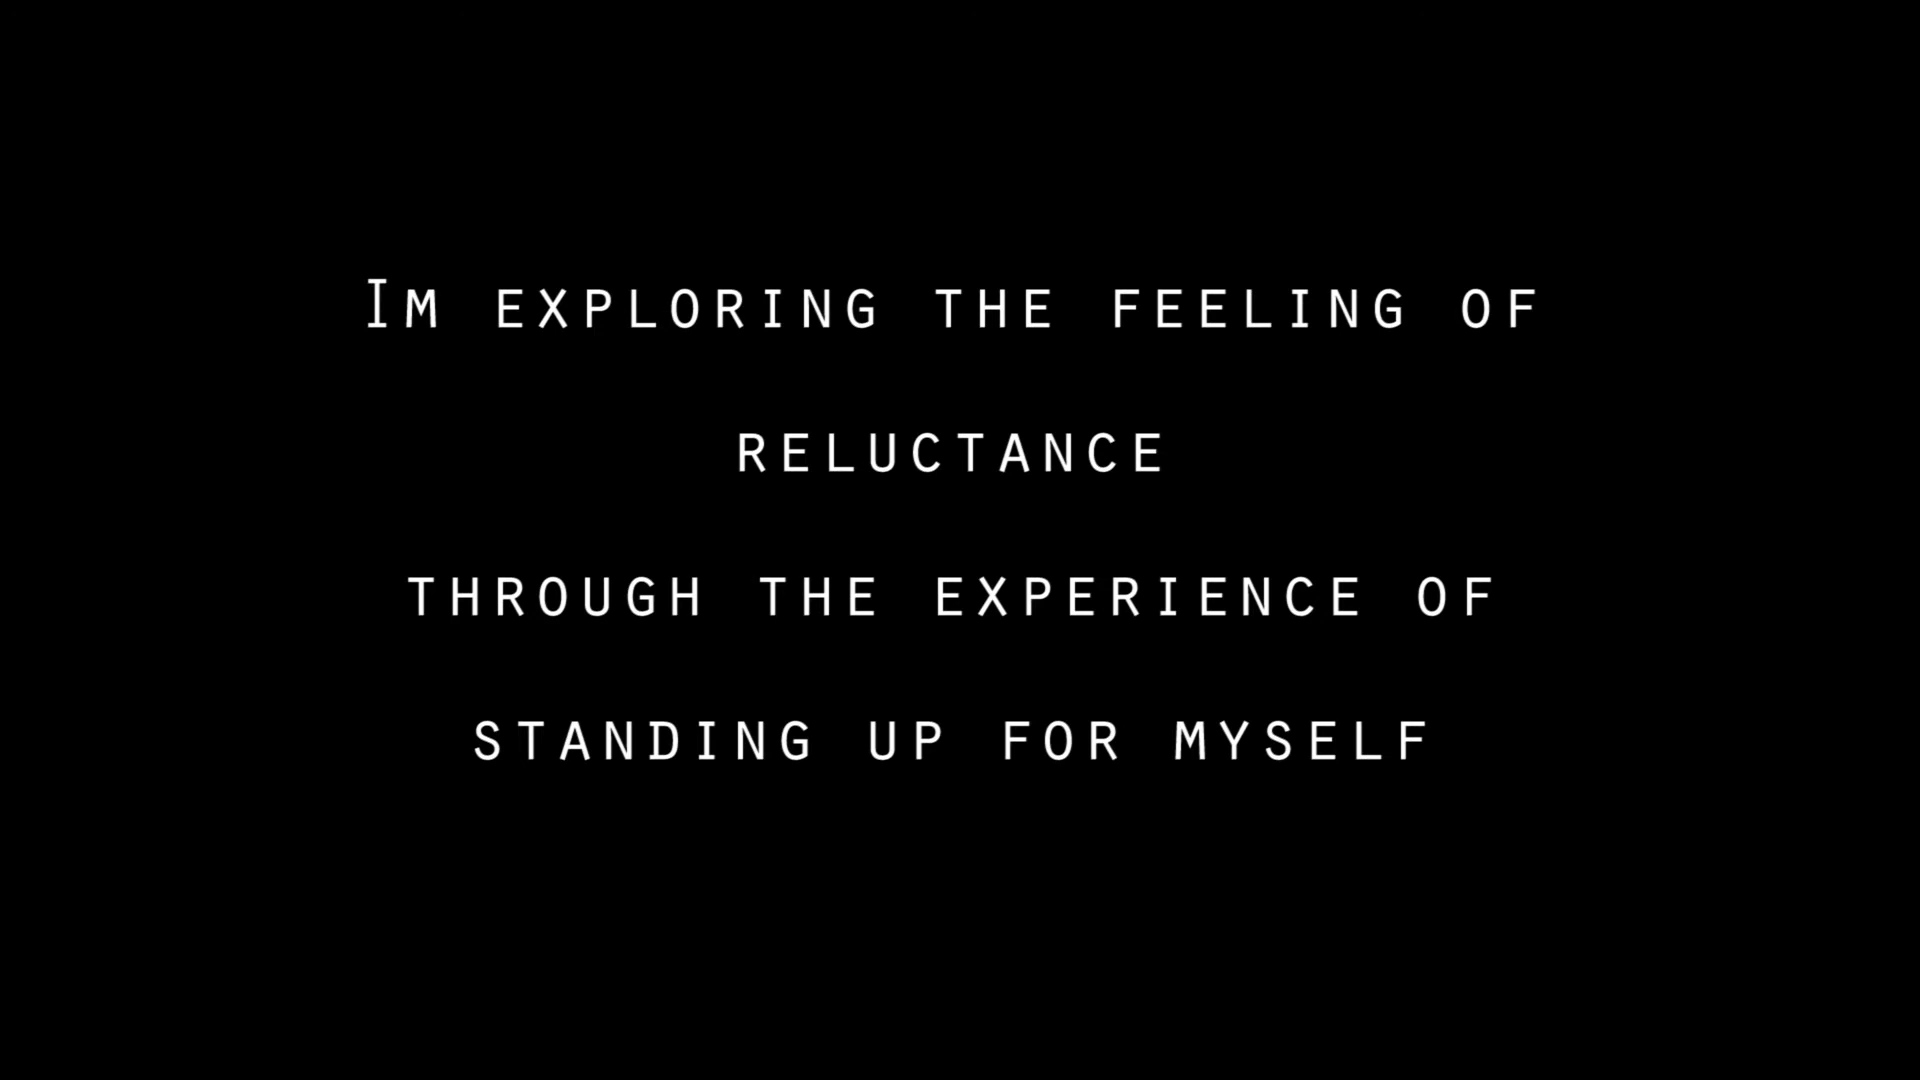 Im exploring the feeling of
reluctance
through the experience of
standing up for myself